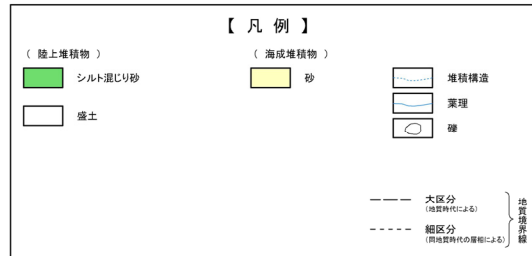 【 凡 例 】
( 陸上堆積物 )
( 海成堆積物 )
シルト混じり砂
砂
堆積構造
盛土
葉理
礫
大区分
(地質時代による)
細区分
(同地質時代の層相による)
地質境界線